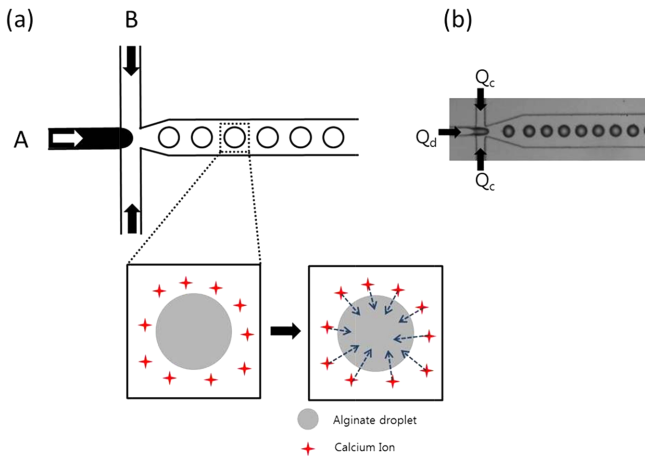 (a)
B
A
(b)
Qc
Qd
Qc
Alginate droplet
Calcium Ion